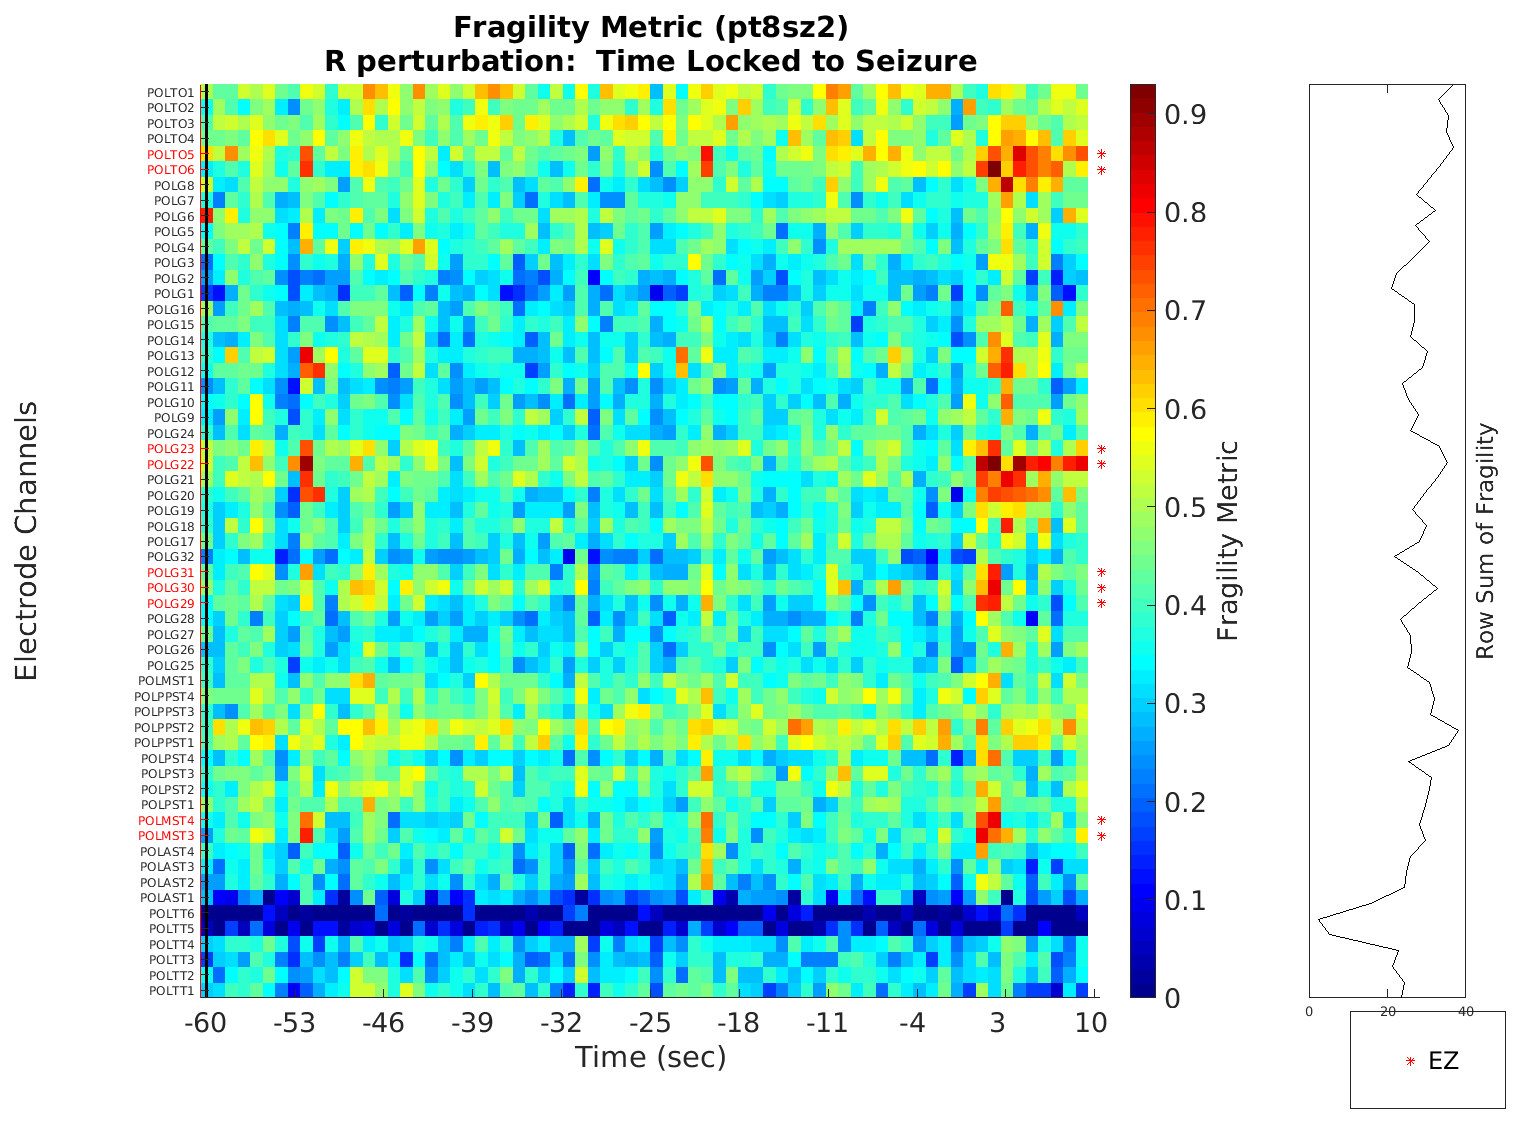 Fragility Metric (pt8sz2)
R perturbation: Time Locked to Seizure
Electrode Channels
POLTO1
POLTO2
POLTO3
POLTO4
POLTO5
POLTO6
POLG8
POLG7
POLG6
POLG5
POLG4
POLG3
POLG2
POLG1
POLG16
POLG15
POLG14
POLG13
POLG12
POLG11
POLG10
POLG9
POLG24
POLG23
POLG22
POLG21
POLG20
POLG19
POLG18
POLG17
POLG32
POLG31
POLG30
POLG29
POLG28
POLG27
POLG26
POLG25
POLMST1
POLPPST4
POLPPST3
POLPPST2
POLPPST1
POLPST4
POLPST3
POLPST2
POLPST1
POLMST4
POLMST3
POLAST4
POLAST3
POLAST2
POLAST1
POLTT6
POLTT5
POLTT4
POLTT3
POLTT2
POLTT1
-60 -53 -46 -39 -32 -25 -18 -11 -4 3 10
Time (sec)
0.9
0.8
0.7
0.6
0.5
0.4
0.3
0.2
0.1
0
Fragility Metric
0 20 40
Row Sum of Fragility
* EZ